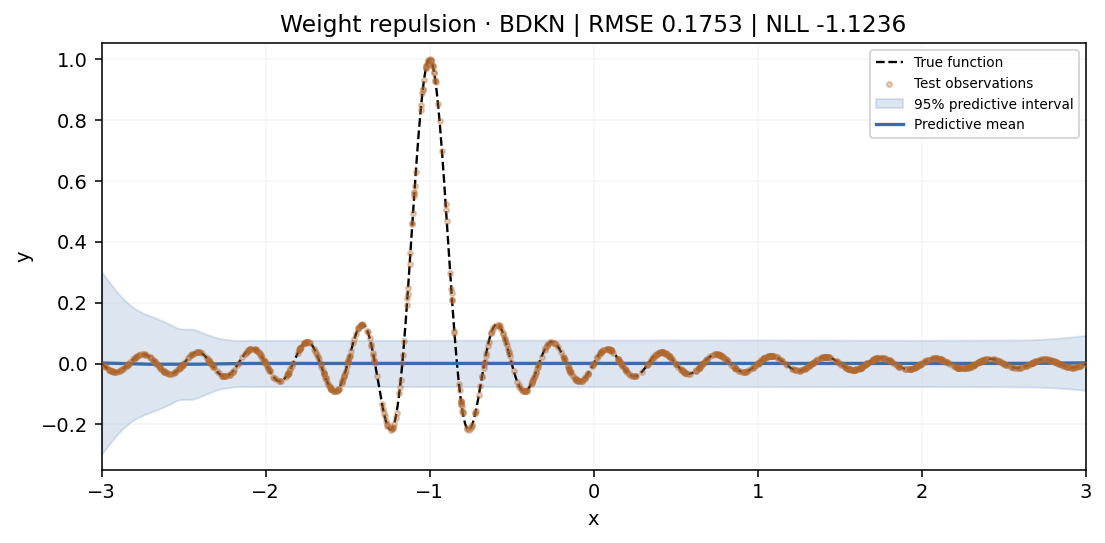 Weight repulsion · BDKN | RMSE 0.1753 | NLL -1.1236
True function
Test observations
95% predictive interval
Predictive mean
y
1.0
0.8
0.6
0.4
0.2
0.0
−0.2
−3 −2 −1 0 1 2 3
x